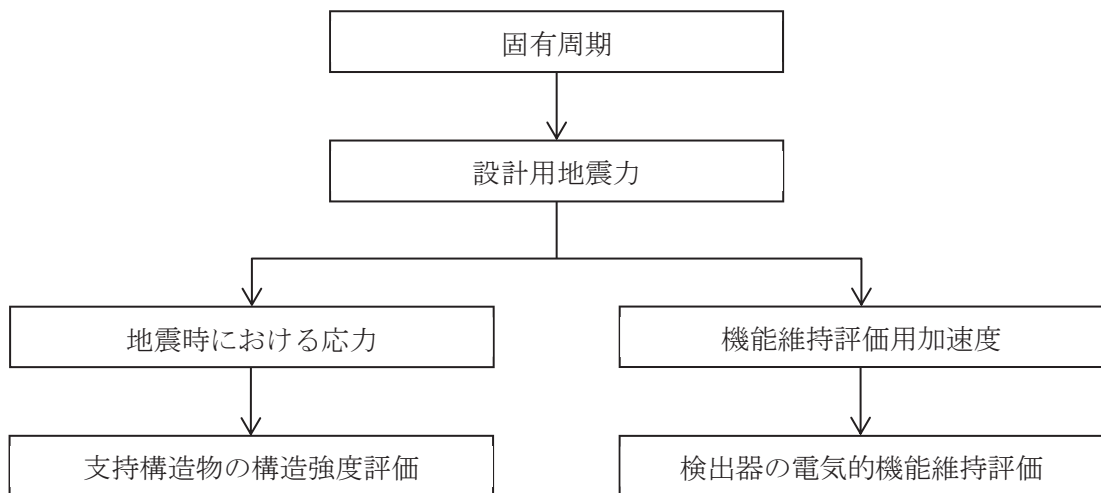 固有周期
設計用地震力
地震時における応力
機能維持評価用加速度
支持構造物の構造強度評価
検出器の電気的機能維持評価